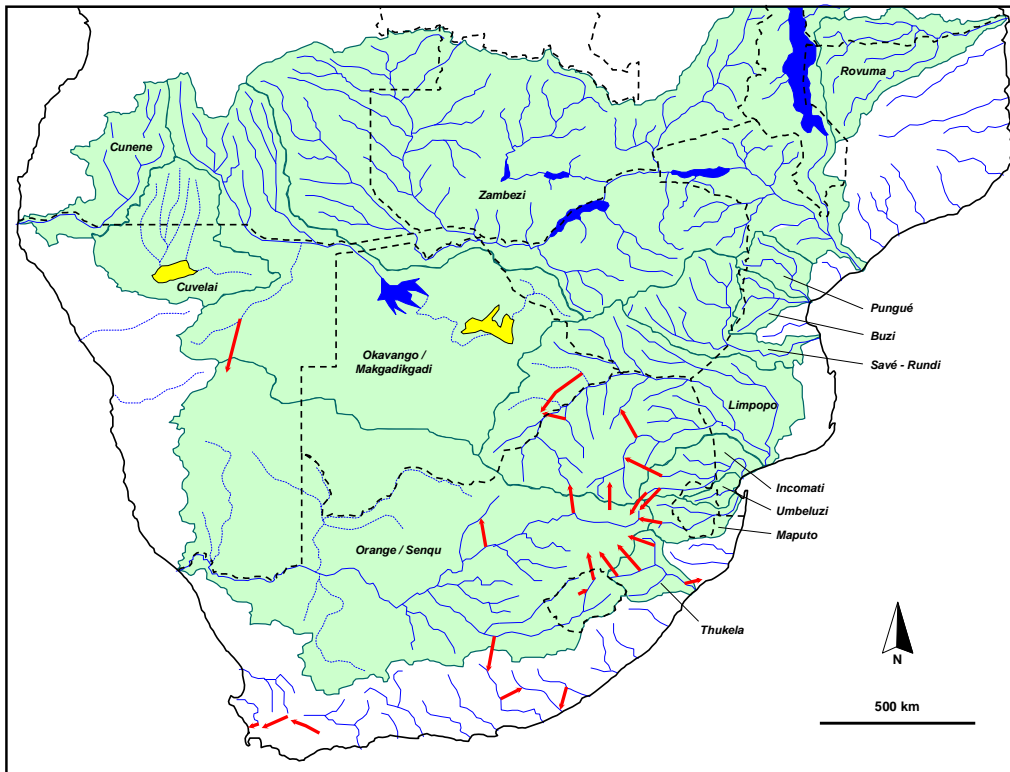 Rovuma
Cunene
Zambezi
Cuvelai
Pungué
Buzi
Savé - Rundi
Okavango /
Makgadikgadi
Limpopo
Incomati
Umbeluzi
Maputo
Orange / Senqu
Thukela
N
500 km